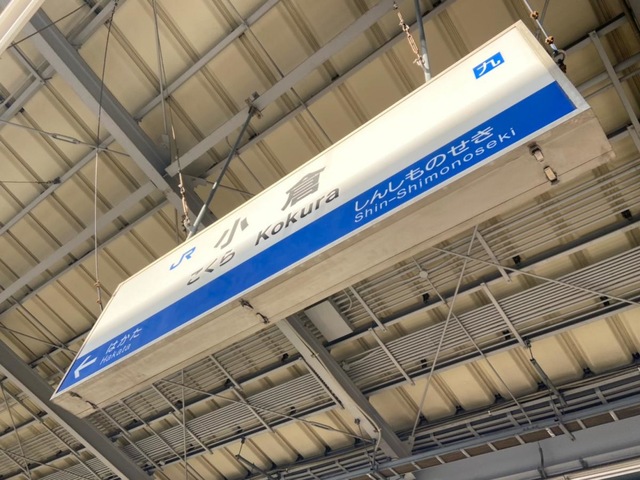 九
JR 小倉
こくら Kokura
しんしものせき
Shin-Shimonoseki
はかた
Hakata